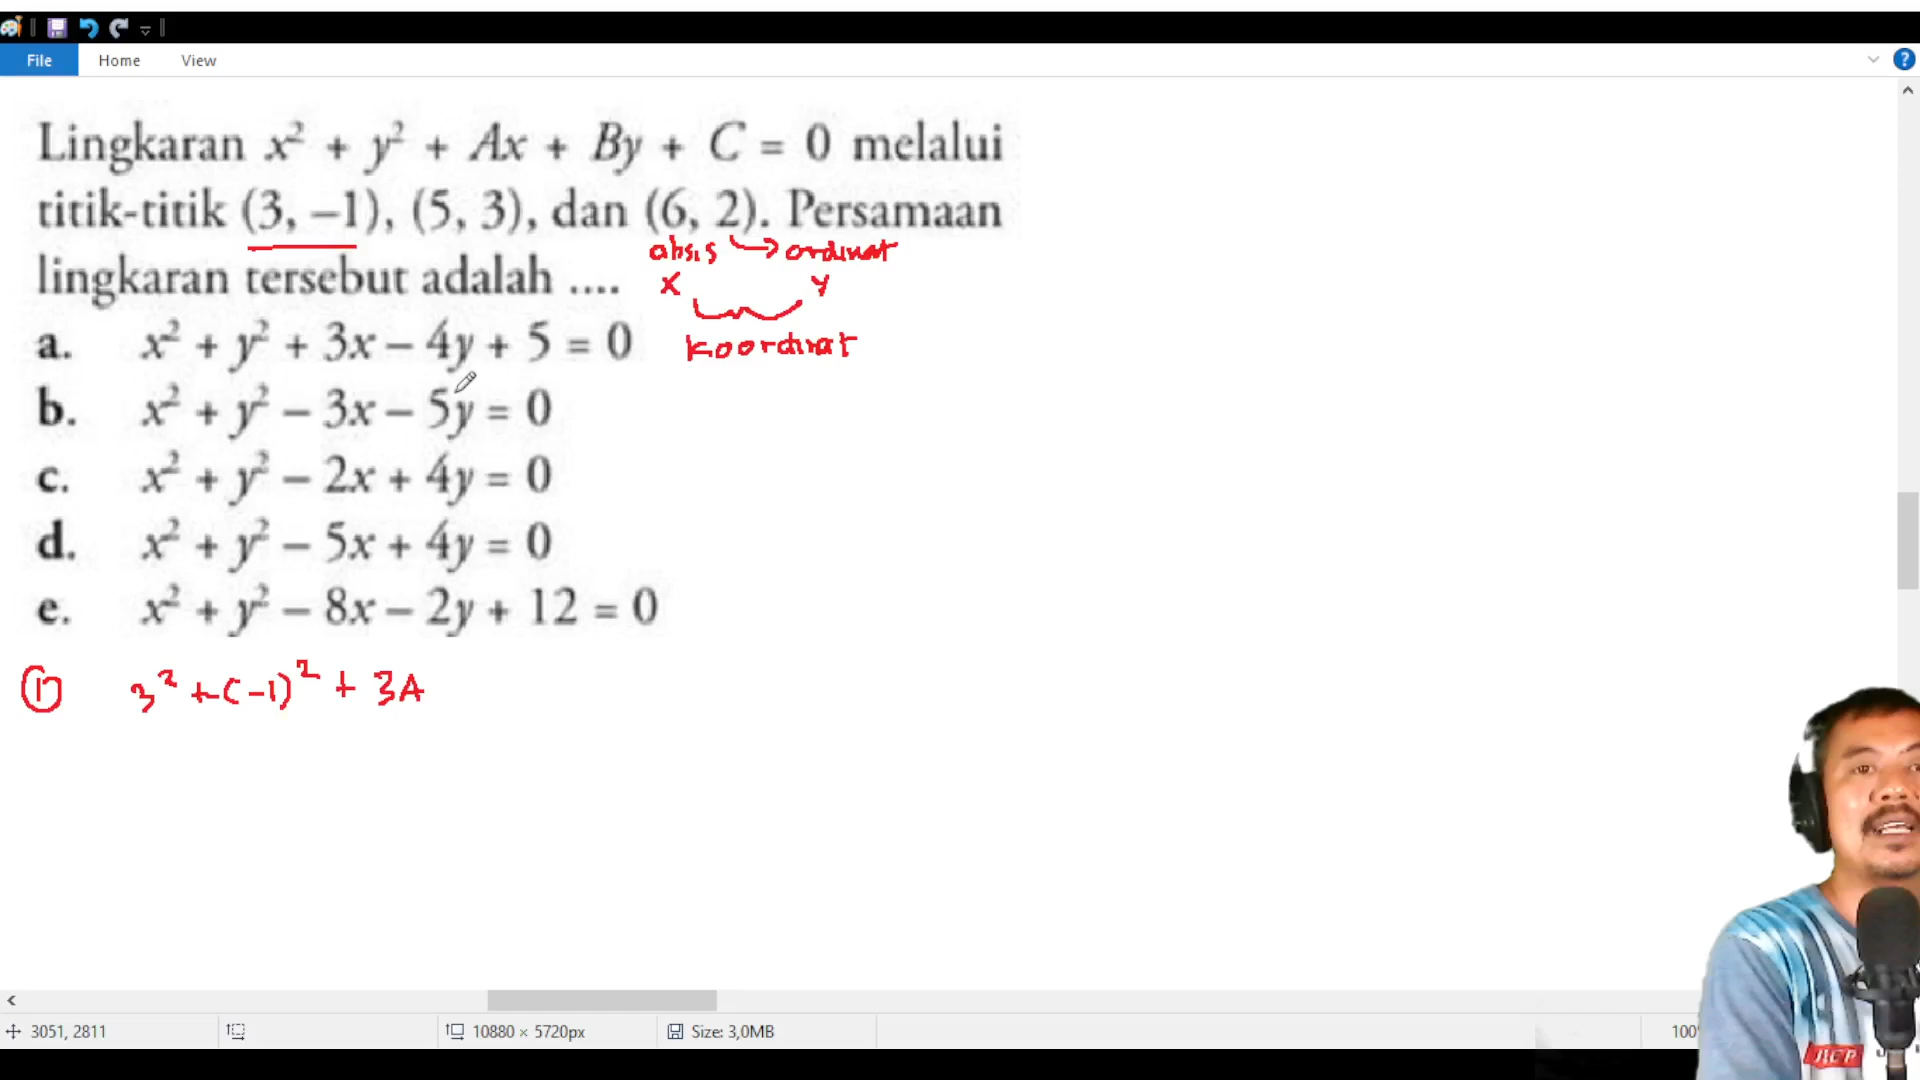 File Home View
Lingkaran x² + y² + Ax + By + C = 0 melalui
titik-titik (3, –1), (5, 3), dan (6, 2). Persamaan
absis → ordinat
lingkaran tersebut adalah ....
x y
koordinat
a. x² + y² + 3x – 4y + 5 = 0
b. x² + y² – 3x – 5y = 0
c. x² + y² – 2x + 4y = 0
d. x² + y² – 5x + 4y = 0
e. x² + y² – 8x – 2y + 12 = 0
① 3² + (-1)² + 3A
3051, 2811 10880 × 5720px Size: 3,0MB 100